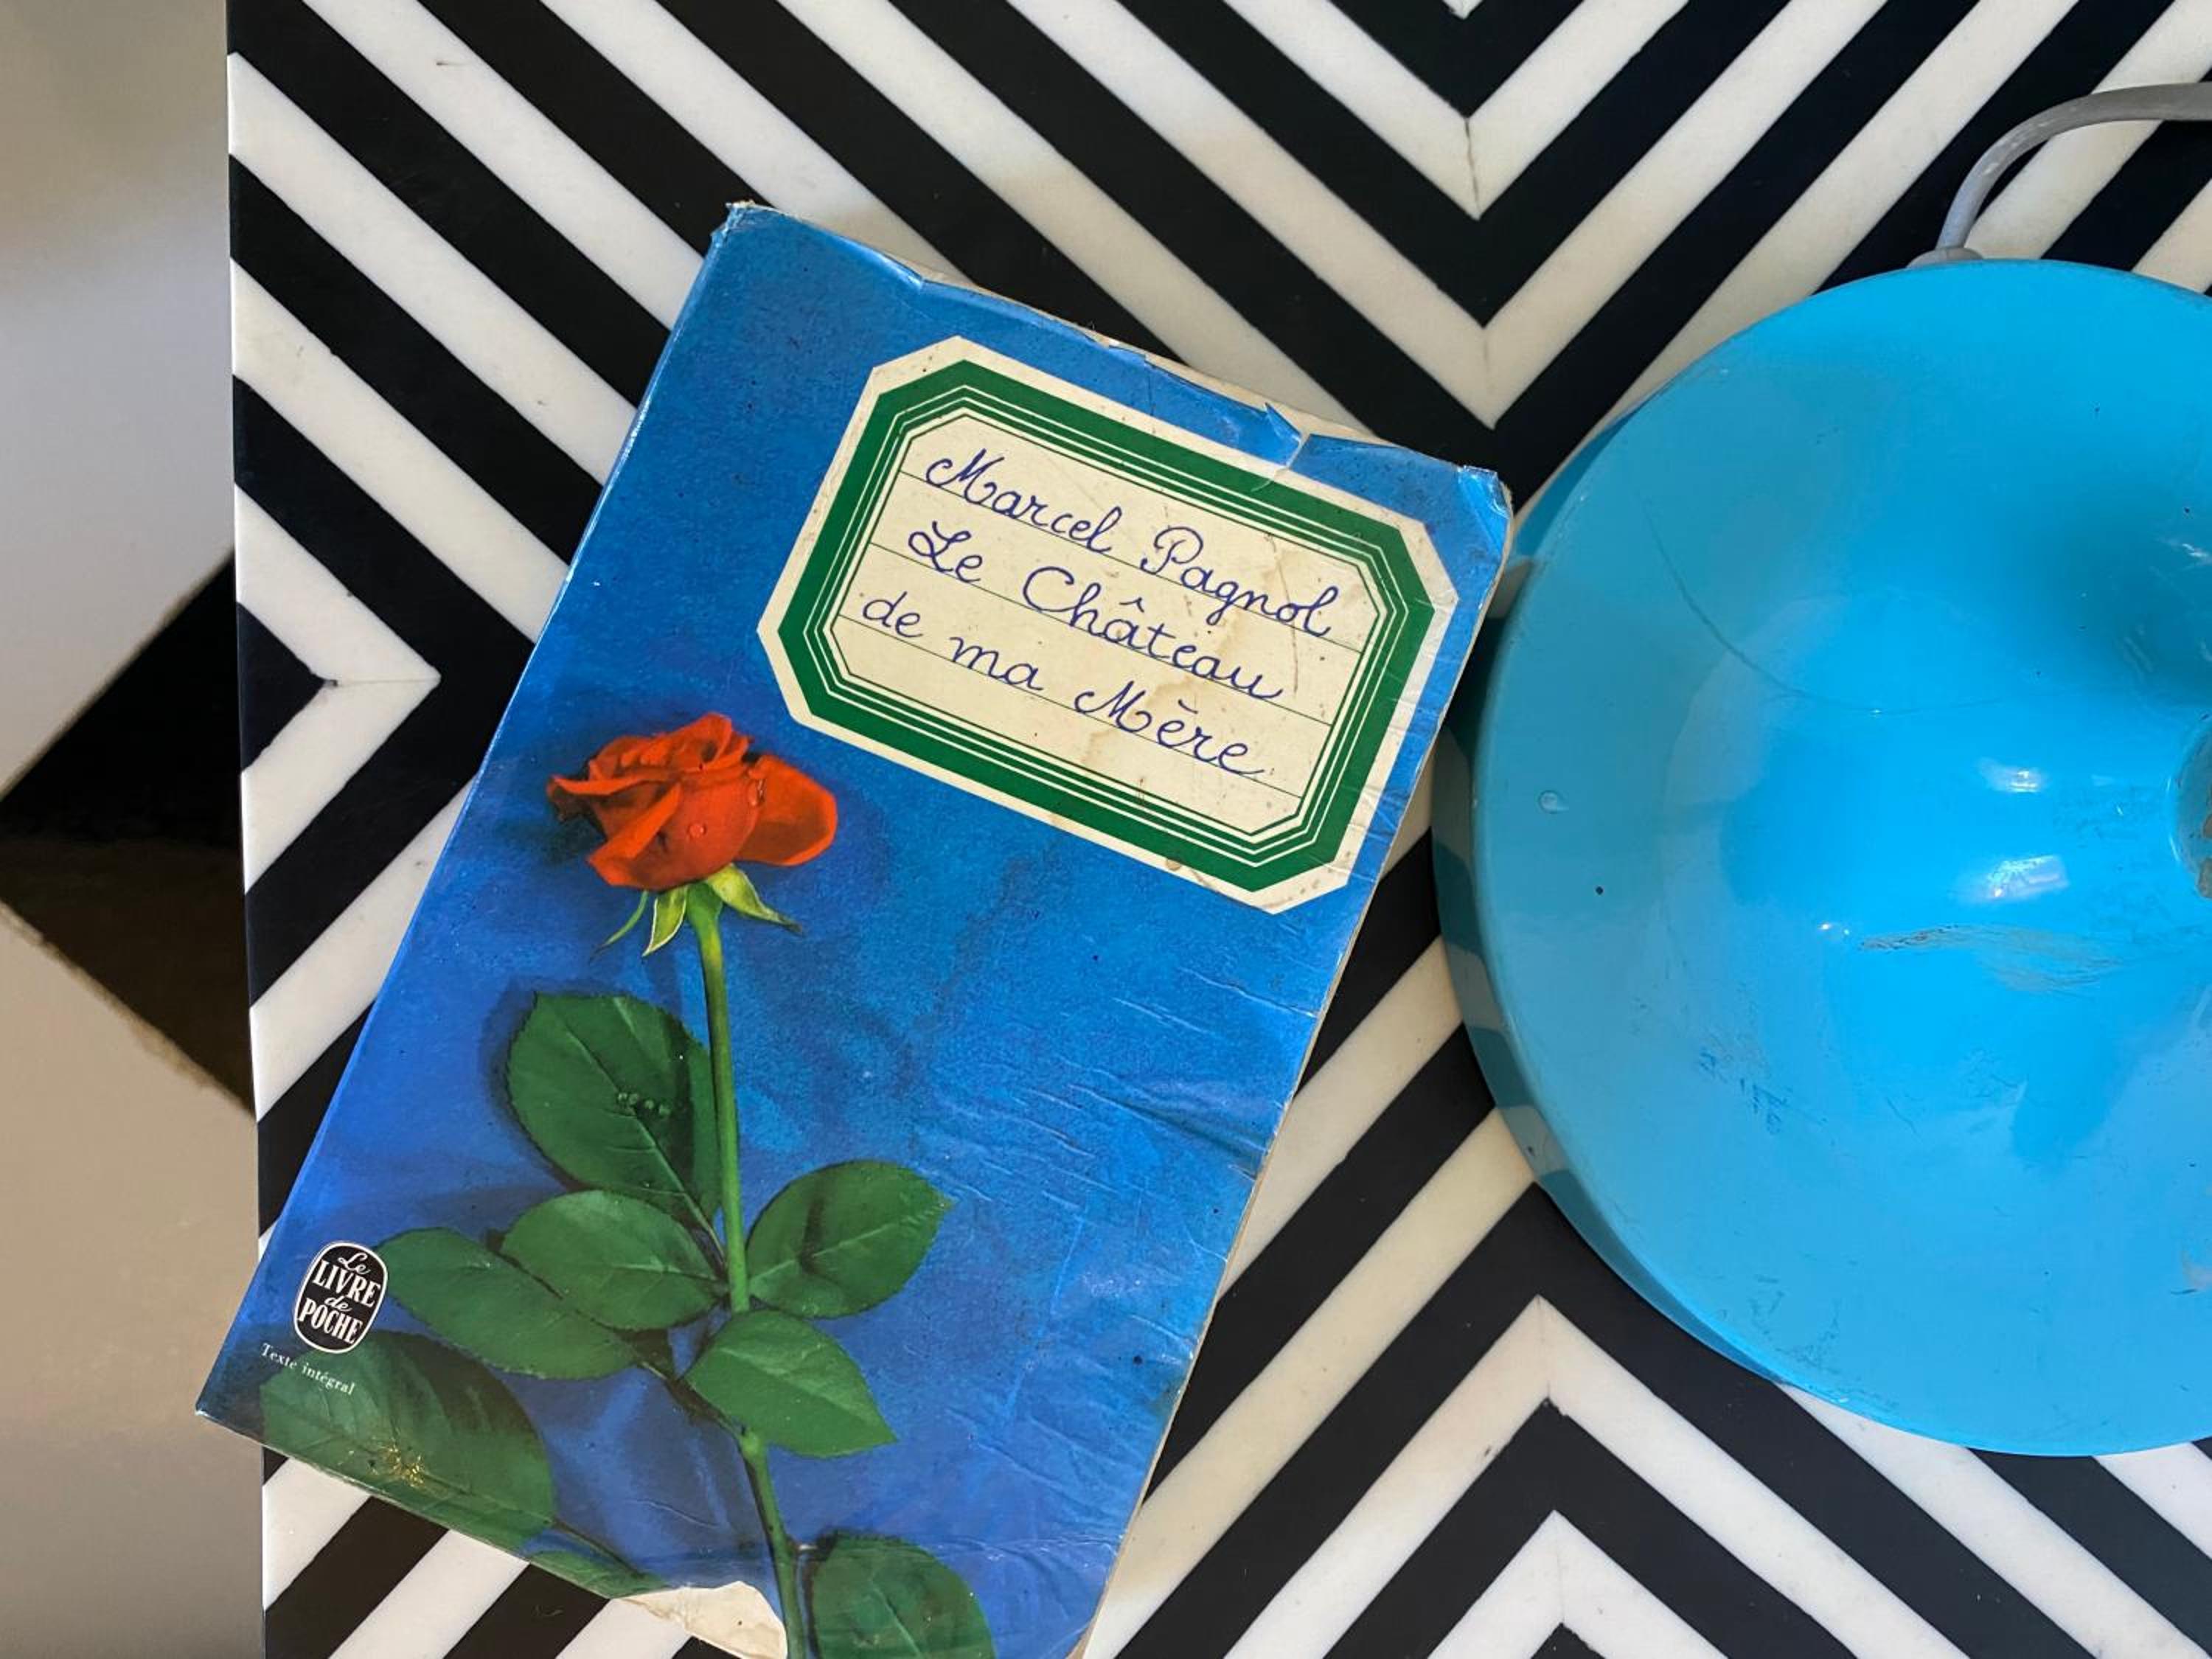 Marcel Pagnol
Le Château
de ma Mère
Le
LIVRE
de
POCHE
Texte intégral